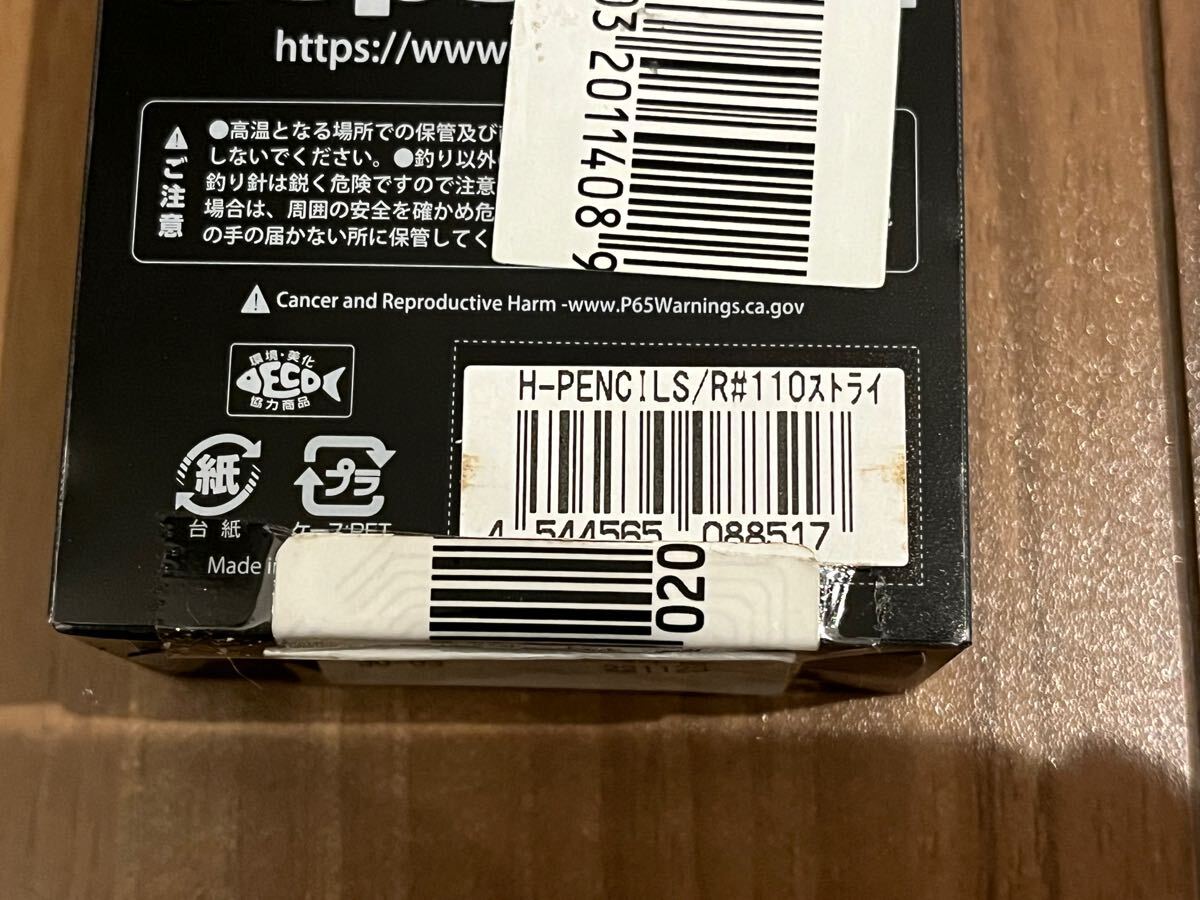 https://www
03 2011408 9
⚠ ご注意
●高温となる場所での保管及び
しないでください。●釣り以外
釣り針は鋭く危険ですので注意
場合は、周囲の安全を確かめ危
の手の届かない所に保管してく
⚠ Cancer and Reproductive Harm -www.P65Warnings.ca.gov
環境・美化
ECO
協力商品
H-PENCILS/R#110ストライ
4 544565 088517
紙
プラ
台紙
ケース:PET
Made in
020
221123